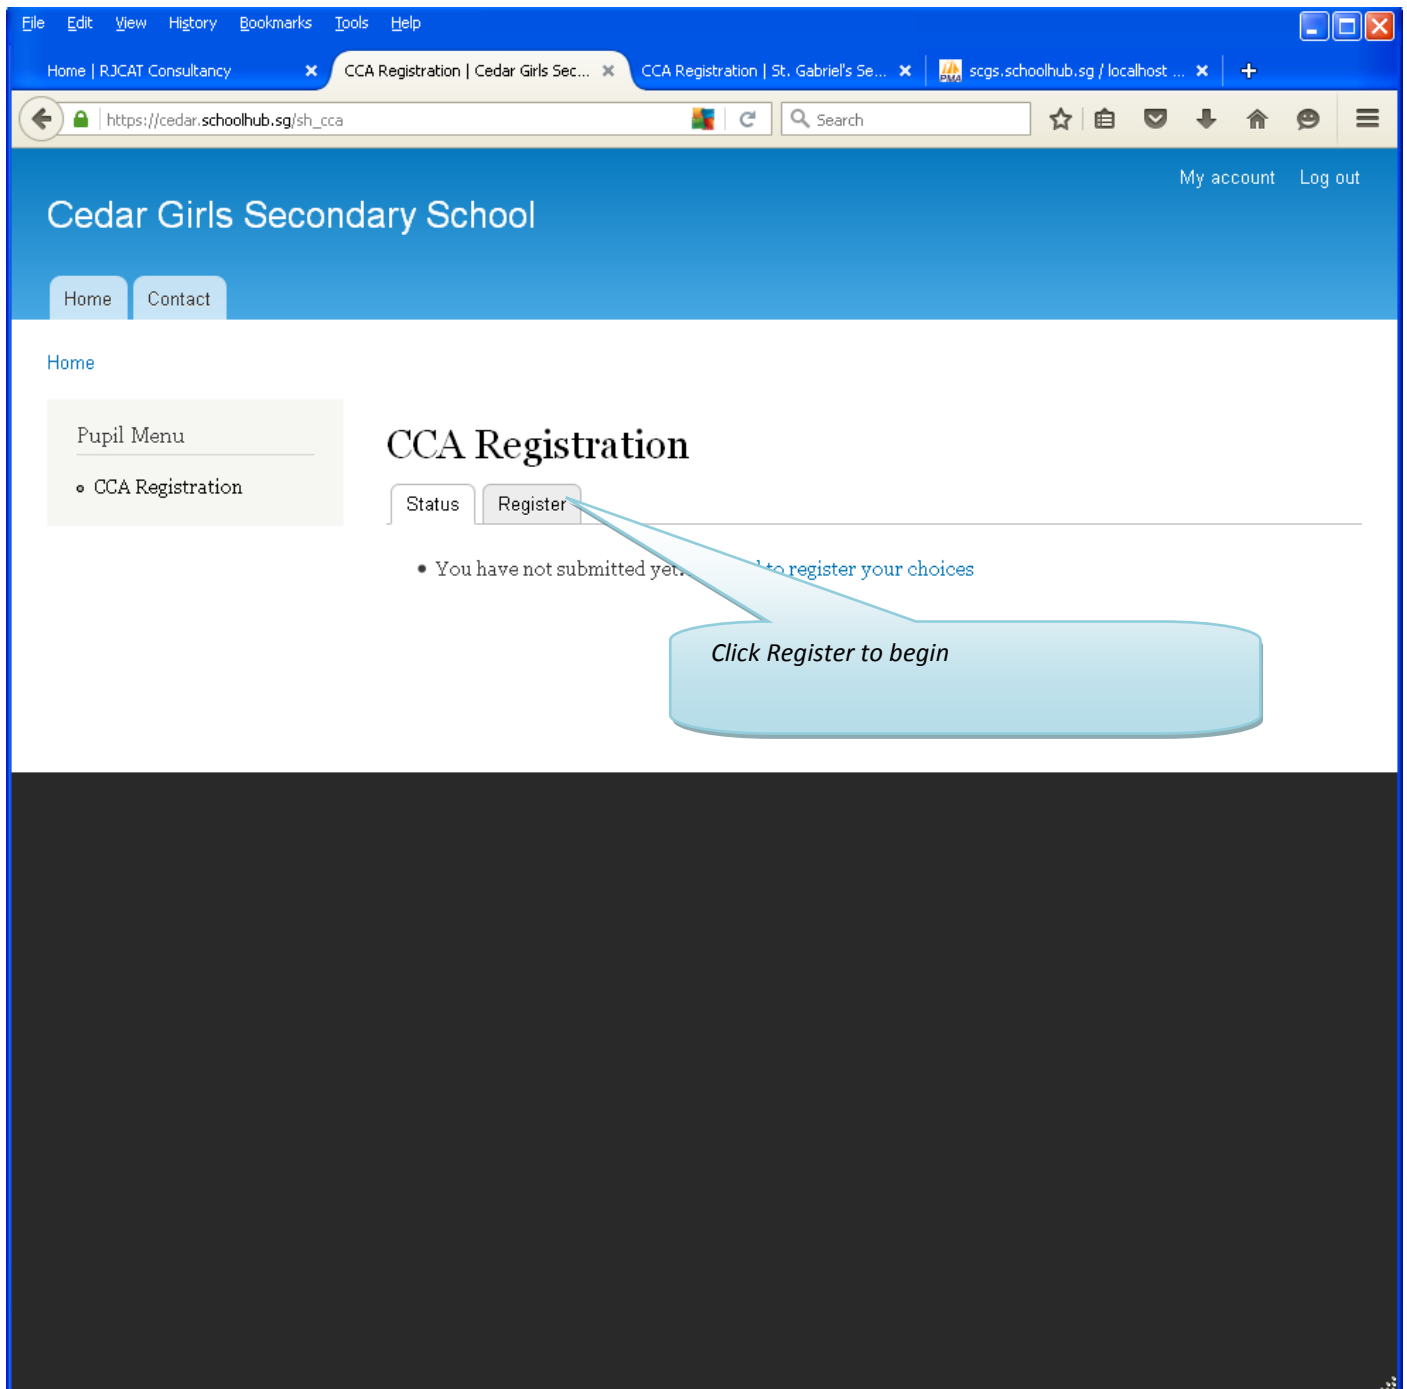 File Edit View History Bookmarks Tools Help
Home | RJCAT Consultancy CCA Registration | Cedar Girls Sec... CCA Registration | St. Gabriel's Se... PMA scgs.schoolhub.sg / localhost ...
https://cedar.schoolhub.sg/sh_cca Search
My account Log out
Cedar Girls Secondary School
Home Contact
Home
Pupil Menu
CCA Registration
CCA Registration
Status Register
You have not submitted yet. to register your choices
Click Register to begin